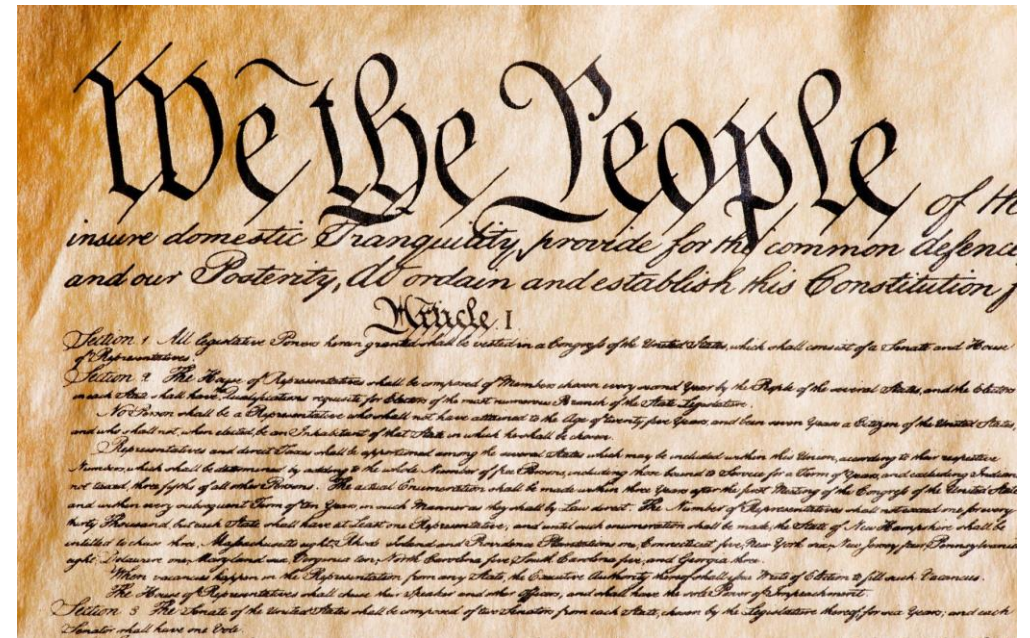 We the People of the
insure domestic Tranquility, provide for the common defence
and our Posterity, do ordain and establish this Constitution f
Article I.
Section 1 All legislative Powers herein granted shall be vested in a Congress of the United States, which shall consist of a Senate and House
of Representatives.
Section 2 The House of Representatives shall be composed of Members chosen every second Year by the People of the several States, and the Electors
in each State shall have the Qualifications requisite for Electors of the most numerous Branch of the State Legislature.
No Person shall be a Representative who shall not have attained to the Age of twenty five Years, and been seven Years a Citizen of the United States,
and who shall not, when elected, be an Inhabitant of that State in which he shall be chosen.
Representatives and direct Taxes shall be apportioned among the several States which may be included within this Union, according to their respective
Numbers, which shall be determined by adding to the whole Number of free Persons, including those bound to Service for a Term of Years, and excluding Indians
not taxed, three fifths of all other Persons. The actual Enumeration shall be made within three Years after the first Meeting of the Congress of the United States
and within every subsequent Term of ten Years, in such Manner as they shall by Law direct. The Number of Representatives shall not exceed one for every
thirty Thousand, but each State shall have at Least one Representative; and until such enumeration shall be made, the State of New Hampshire shall be
entitled to chuse three, Massachusetts eight, Rhode Island and Providence Plantations one, Connecticut five, New York six, New Jersey four, Pennsylvania
eight, Delaware one, Maryland six, Virginia ten, North Carolina five, South Carolina five, and Georgia three.
When vacancies happen in the Representation from any State, the Executive Authority thereof shall issue Writs of Election to fill such Vacancies.
The House of Representatives shall chuse their Speaker and other Officers; and shall have the sole Power of Impeachment.
Section 3 The Senate of the United States shall be composed of two Senators from each State, chosen by the Legislature thereof, for six Years; and each
Senator shall have one Vote.